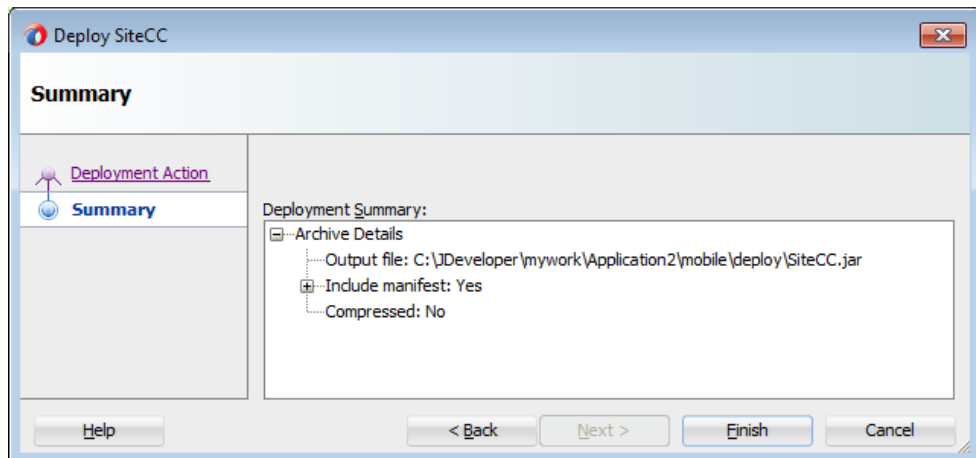 Deploy SiteCC
Summary
Deployment Action
Summary
Deployment Summary:
Archive Details
Output file: C:\JDeveloper\mywork\Application2\mobile\deploy\SiteCC.jar
Include manifest: Yes
Compressed: No
Help
< Back
Next >
Finish
Cancel